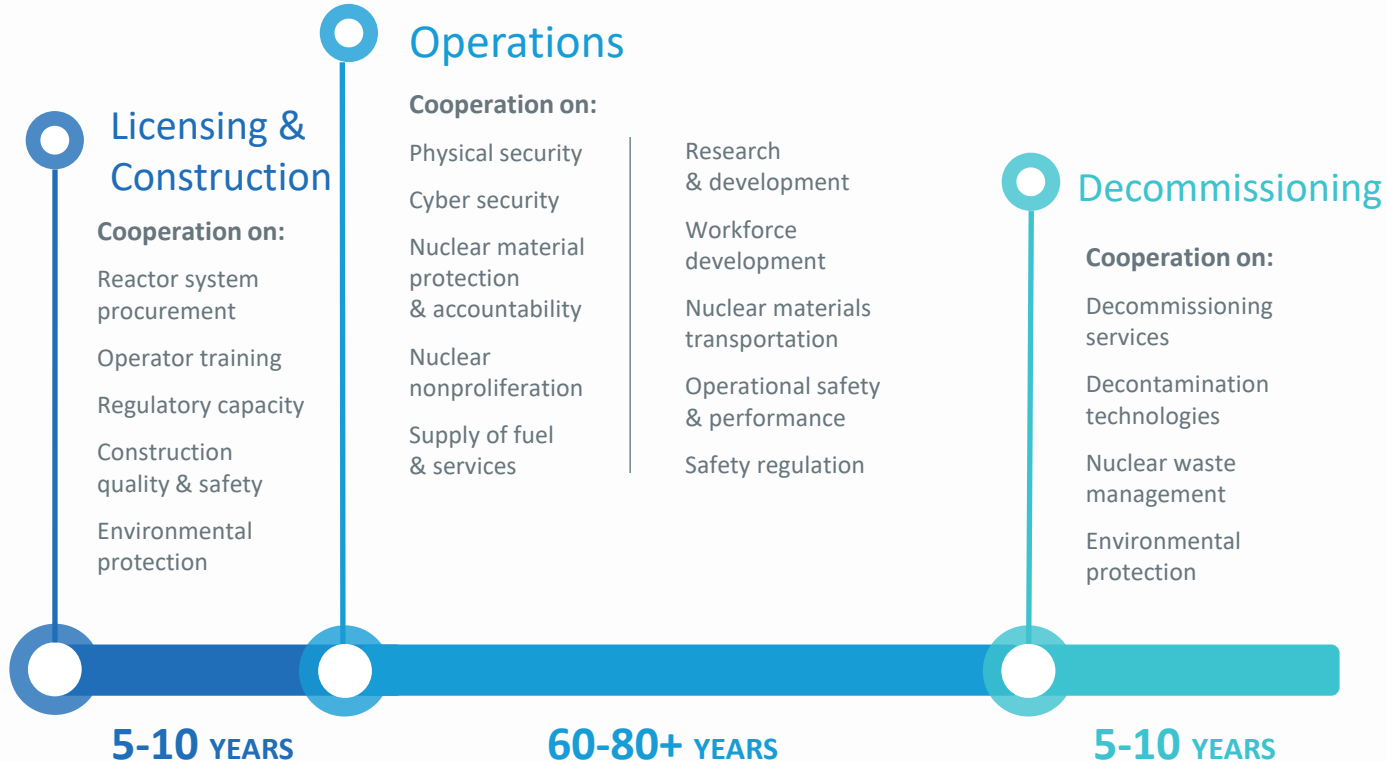 Licensing &
Construction
Cooperation on:
Reactor system
procurement
Operator training
Regulatory capacity
Construction
quality & safety
Environmental
protection
5-10 YEARS
Operations
Cooperation on:
Physical security
Cyber security
Nuclear material
protection
& accountability
Nuclear
nonproliferation
Supply of fuel
& services
Research
& development
Workforce
development
Nuclear materials
transportation
Operational safety
& performance
Safety regulation
60-80+ YEARS
Decommissioning
Cooperation on:
Decommissioning
services
Decontamination
technologies
Nuclear waste
management
Environmental
protection
5-10 YEARS